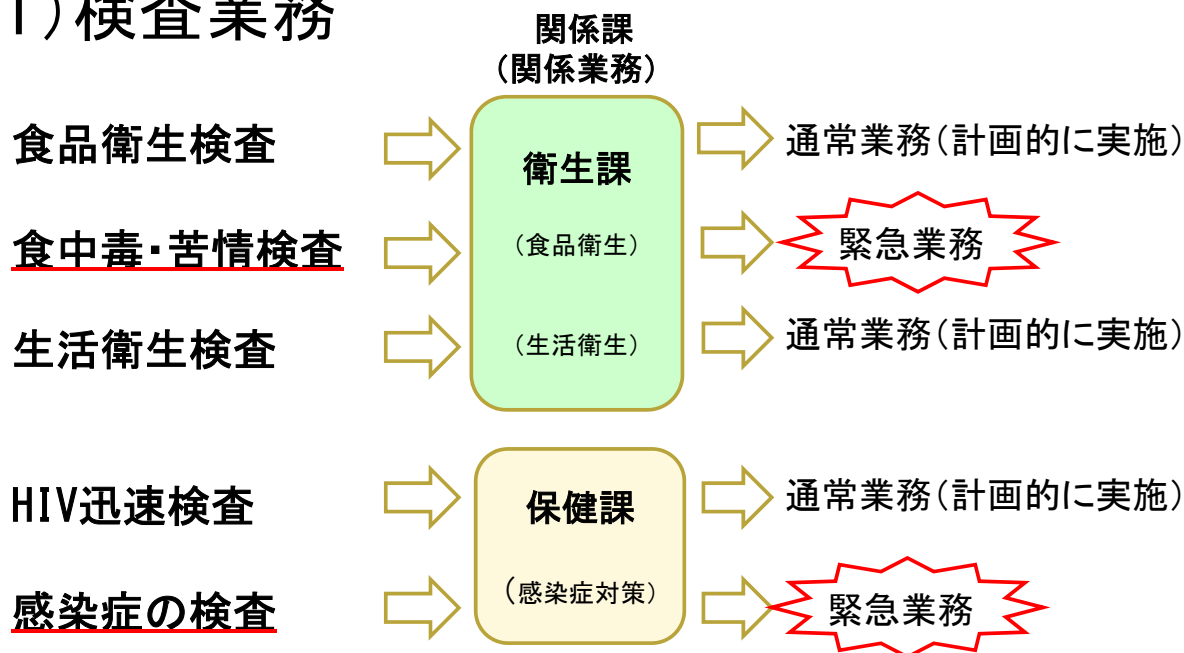 1)検査業務
関係課
(関係業務)
食品衛生検査
衛生課
通常業務(計画的に実施)
食中毒・苦情検査
(食品衛生)
緊急業務
生活衛生検査
(生活衛生)
通常業務(計画的に実施)
HIV迅速検査
保健課
通常業務(計画的に実施)
感染症の検査
(感染症対策)
緊急業務